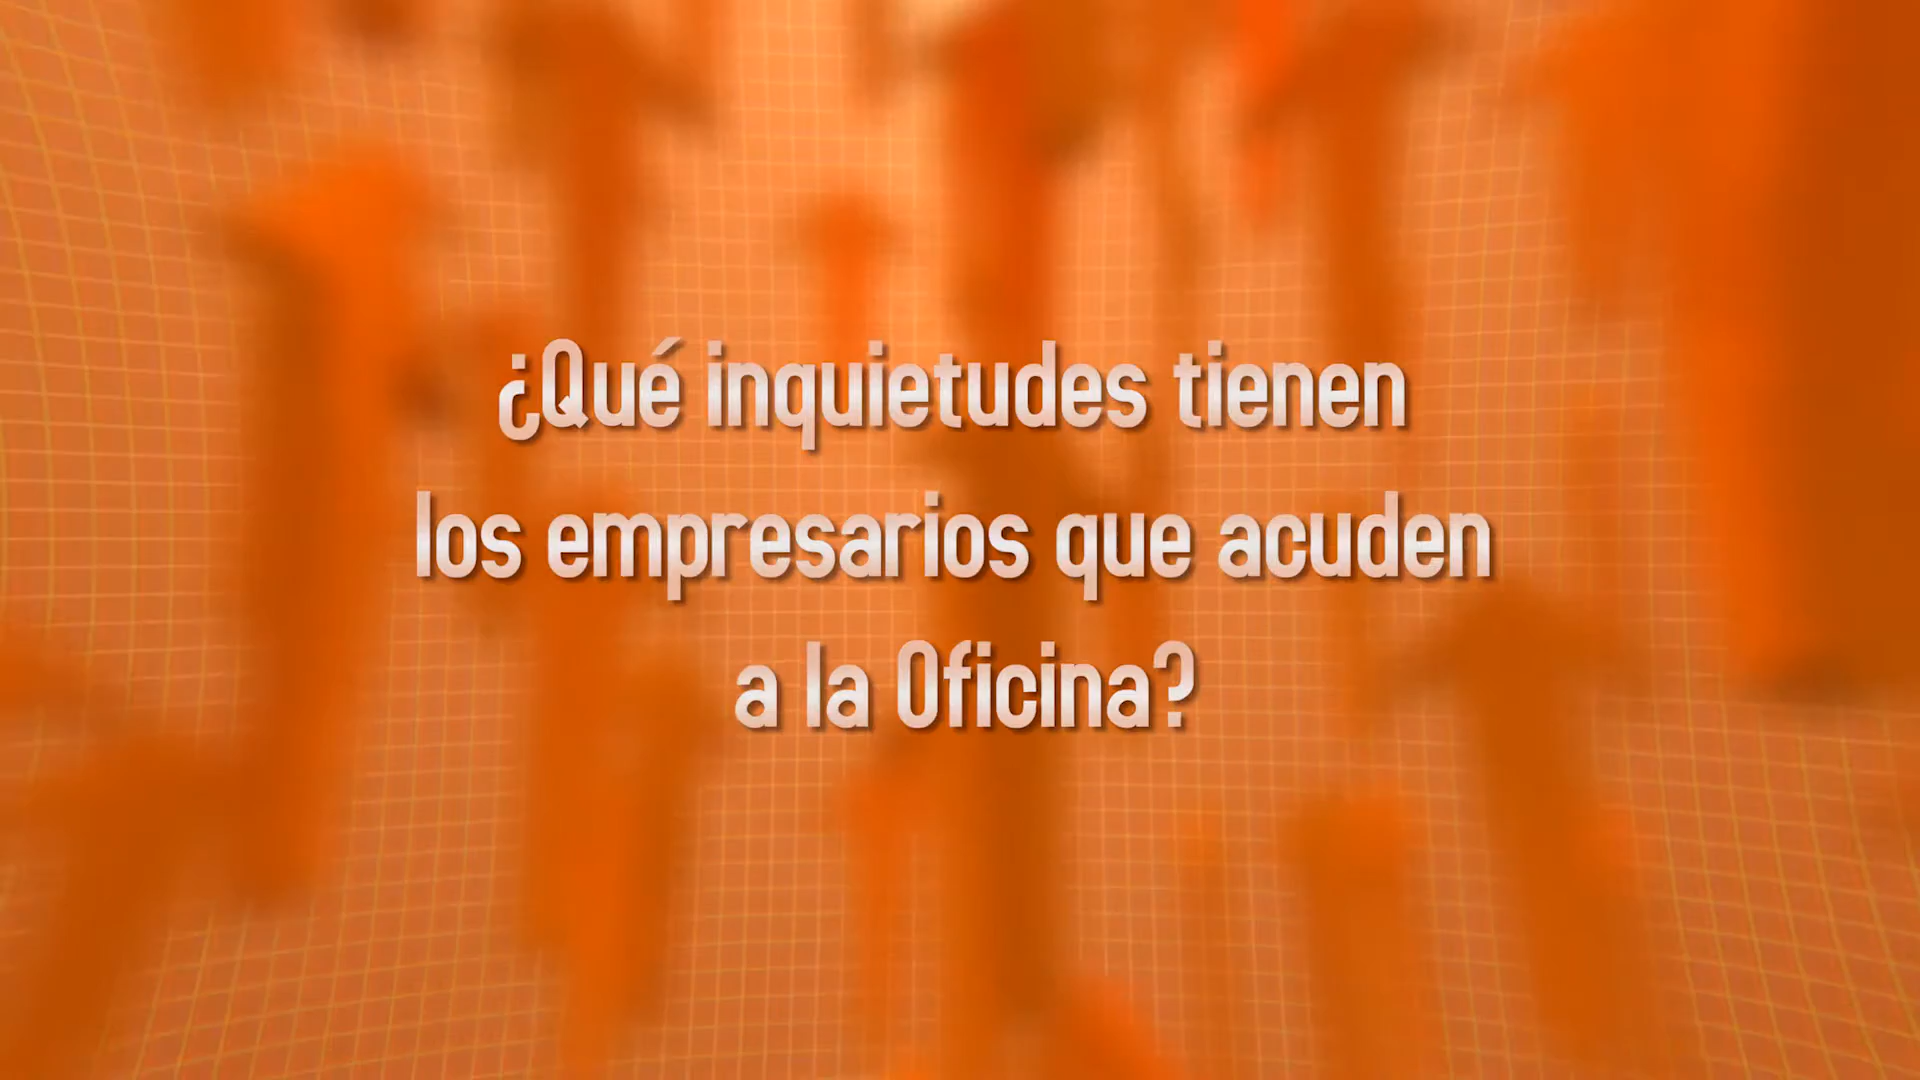 ¿Qué inquietudes tienen
los empresarios que acuden
a la Oficina?